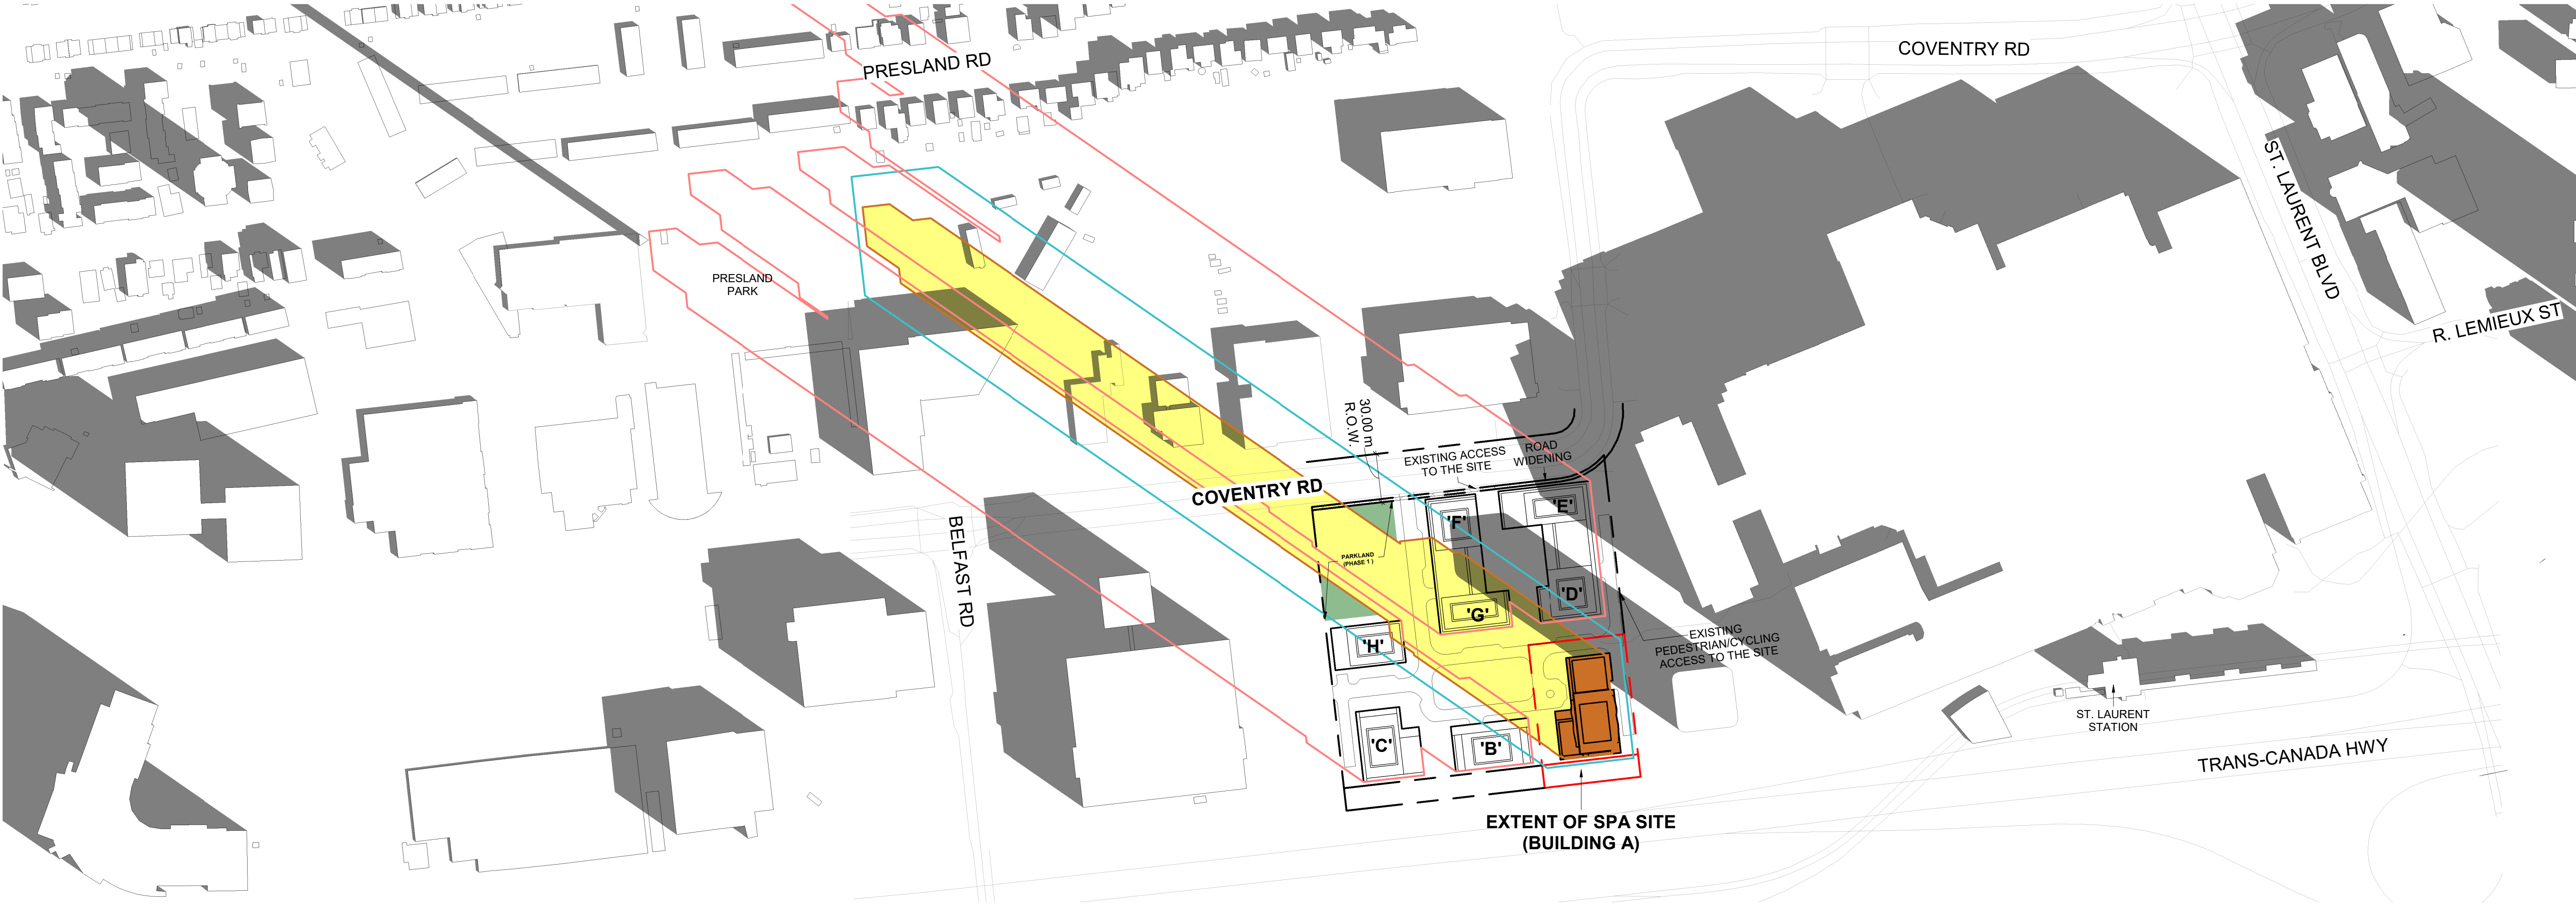 COVENTRY RD
PRESLAND RD
ST. LAURENT BLVD
PRESLAND
PARK
R. LEMIEUX ST
30.00 m
R.O.W.
EXISTING ACCESS
TO THE SITE
ROAD
WIDENING
COVENTRY RD
'F'
'E'
BELFAST RD
PARKLAND
(PHASE 1 )
'D'
'G'
'H'
EXISTING
PEDESTRIAN/CYCLING
ACCESS TO THE SITE
ST. LAURENT
STATION
'C'
'B'
TRANS-CANADA HWY
EXTENT OF SPA SITE
(BUILDING A)